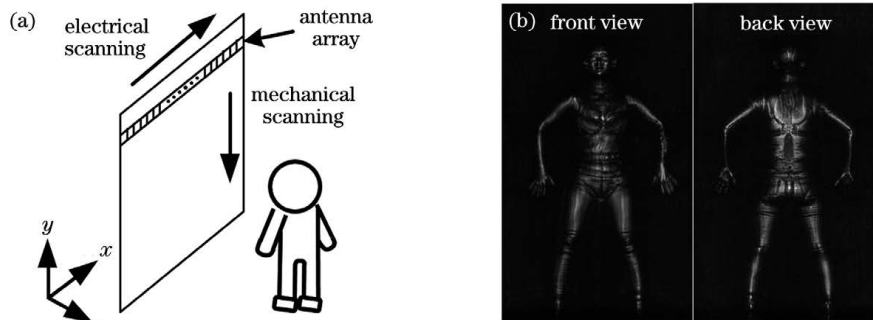 (a)
electrical
scanning
antenna
array
mechanical
scanning
y
x
(b) front view
back view